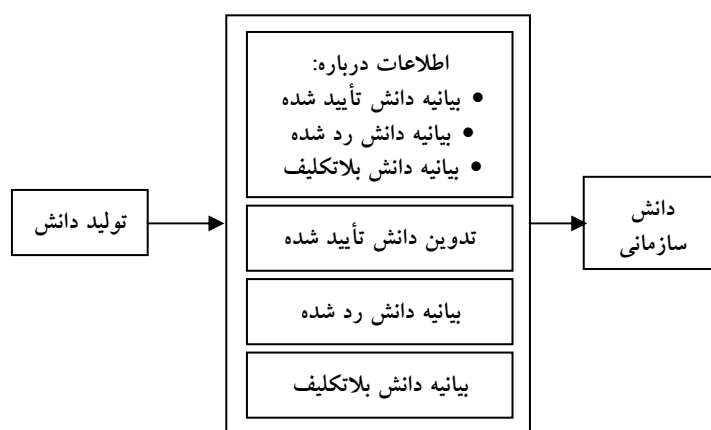 اطلاعات درباره:
• بیانیه دانش تأیید شده
• بیانیه دانش رد شده
• بیانیه دانش بلاتکلیف
تولید دانش
تدوین دانش تأیید شده
بیانیه دانش رد شده
بیانیه دانش بلاتکلیف
دانش
سازمانی